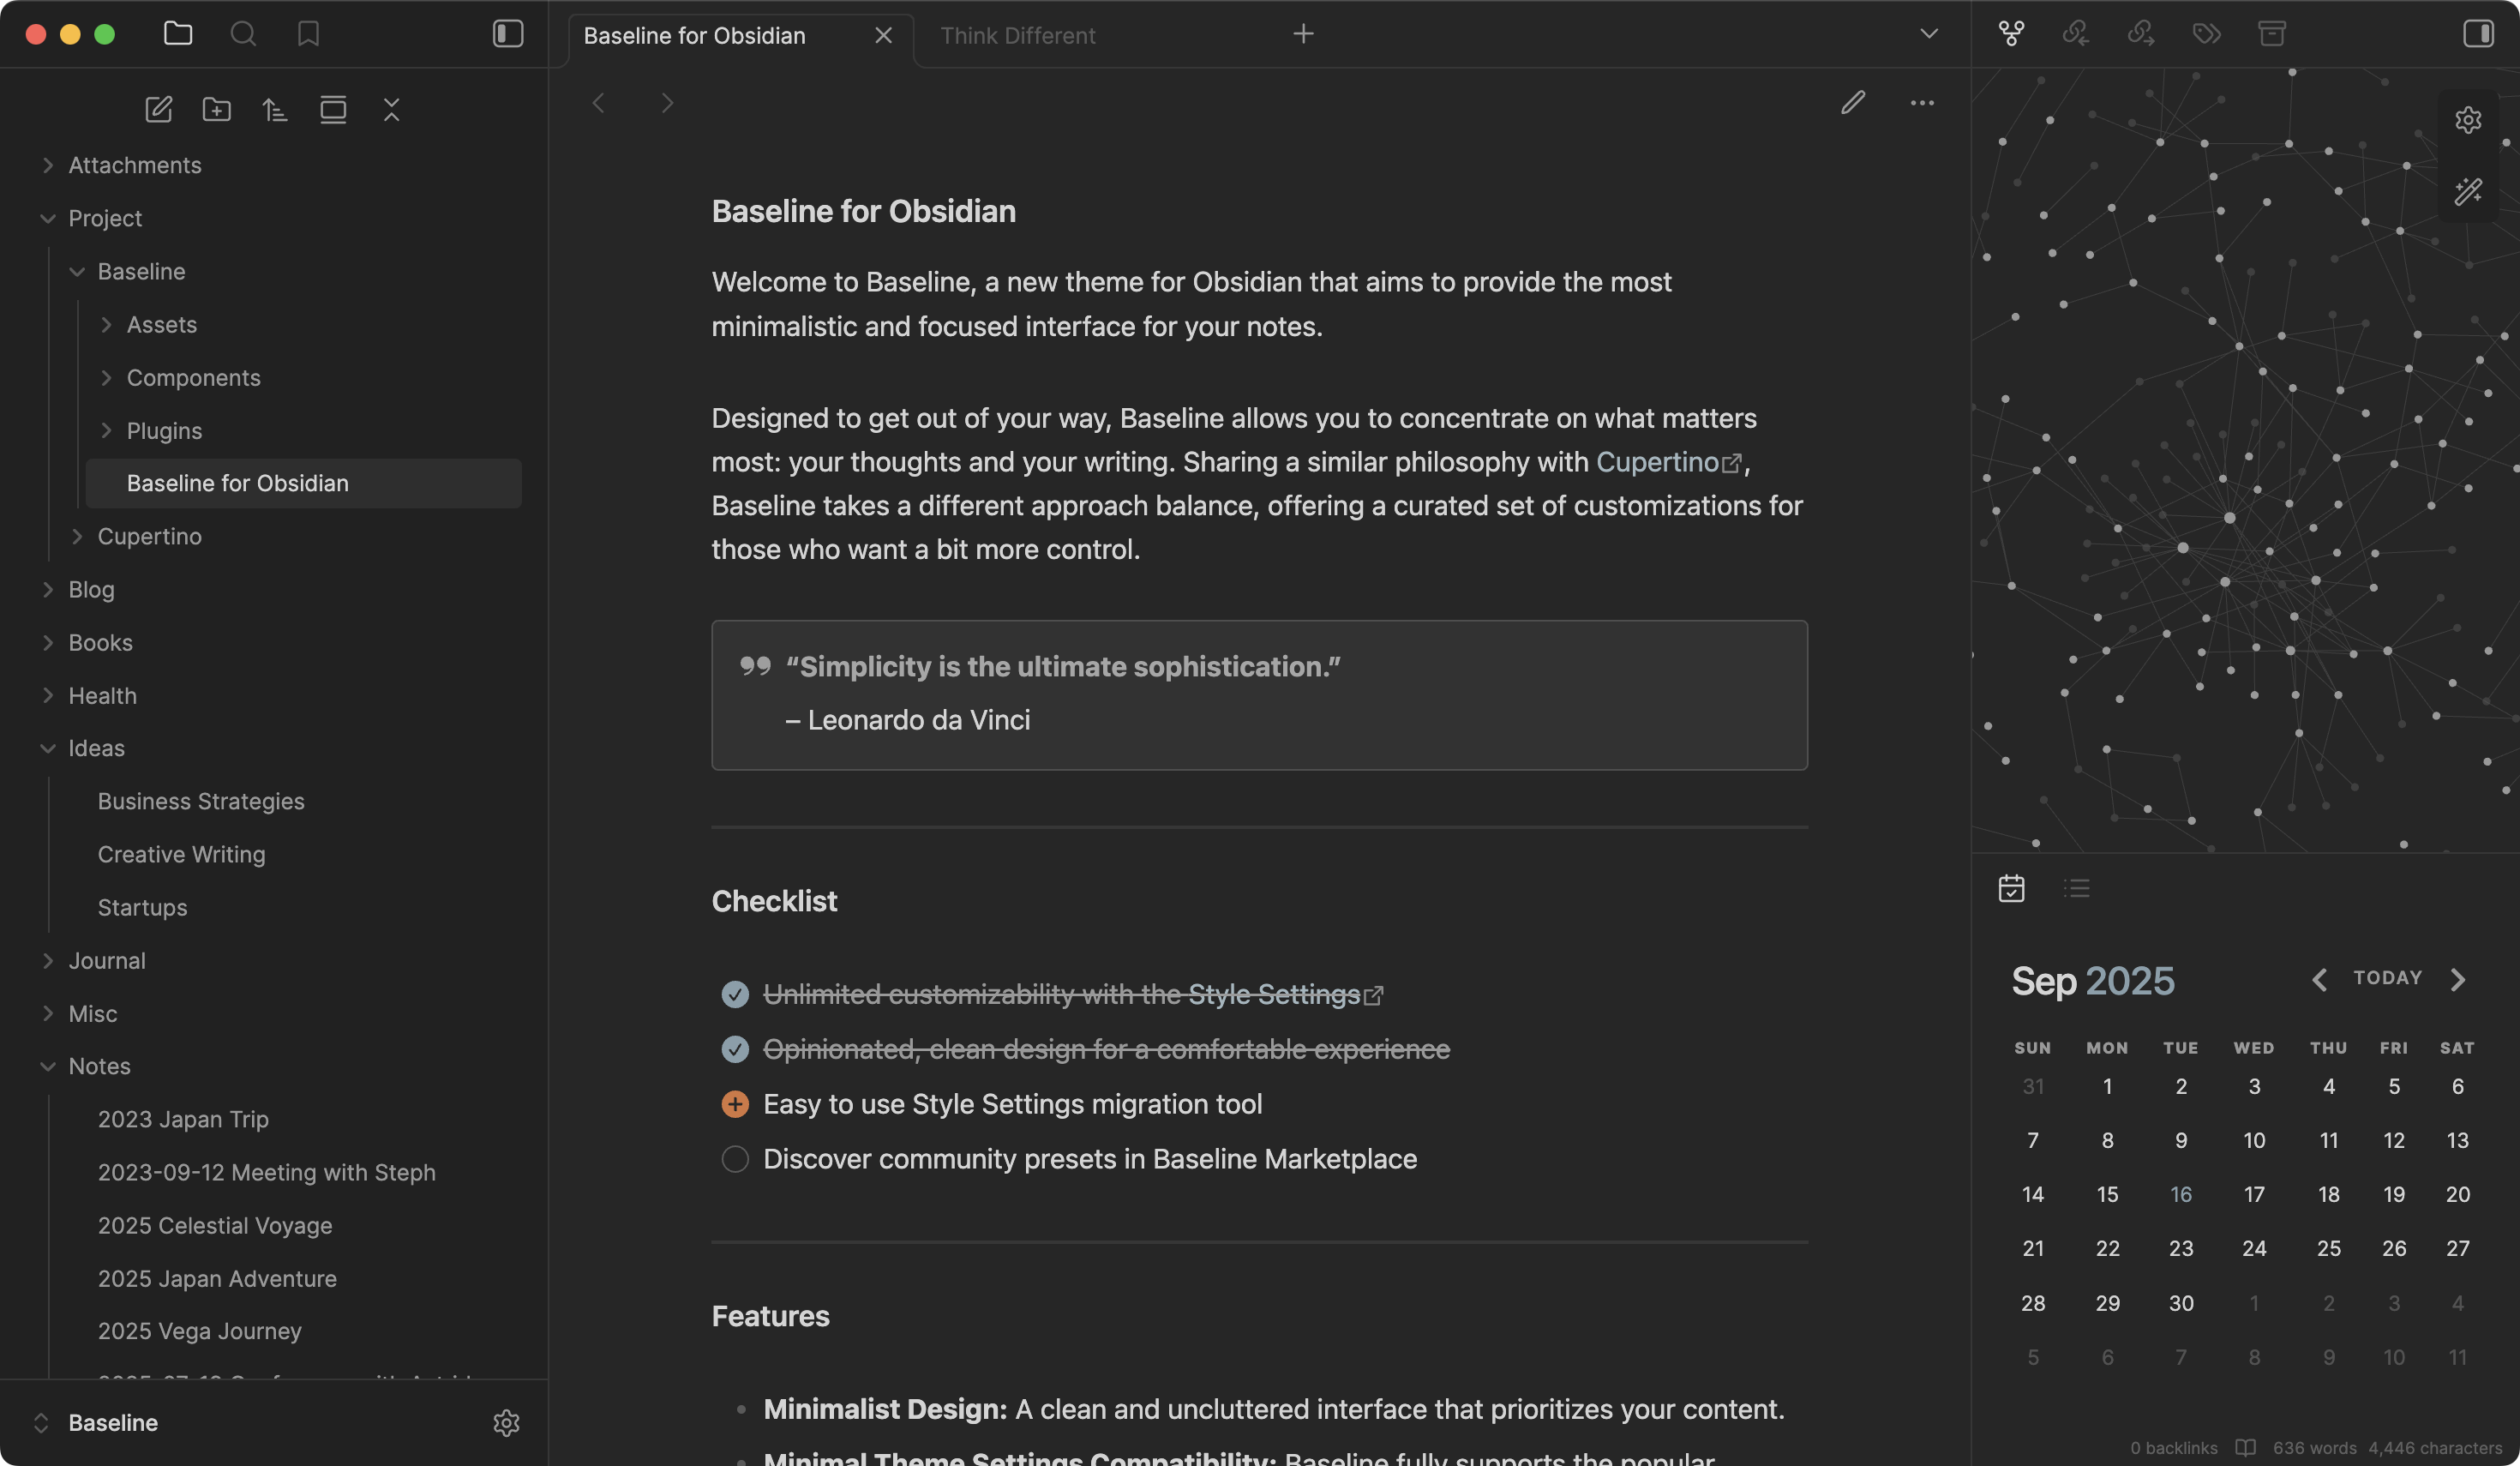 Baseline for Obsidian
Think Different
Attachments
Project
Baseline
Assets
Components
Plugins
Baseline for Obsidian
Cupertino
Blog
Books
Health
Ideas
Business Strategies
Creative Writing
Startups
Journal
Misc
Notes
2023 Japan Trip
2023-09-12 Meeting with Steph
2025 Celestial Voyage
2025 Japan Adventure
2025 Vega Journey
Baseline
Baseline for Obsidian
Welcome to Baseline, a new theme for Obsidian that aims to provide the most
minimalistic and focused interface for your notes.
Designed to get out of your way, Baseline allows you to concentrate on what matters
most: your thoughts and your writing. Sharing a similar philosophy with Cupertino,
Baseline takes a different approach balance, offering a curated set of customizations for
those who want a bit more control.
“Simplicity is the ultimate sophistication.”
– Leonardo da Vinci
Checklist
Unlimited customizability with the Style Settings
Opinionated, clean design for a comfortable experience
Easy to use Style Settings migration tool
Discover community presets in Baseline Marketplace
Features
• Minimalist Design: A clean and uncluttered interface that prioritizes your content.
• Minimal Theme Settings Compatibility: Baseline fully supports the popular
Sep 2025 TODAY
SUN MON TUE WED THU FRI SAT
31 1 2 3 4 5 6
7 8 9 10 11 12 13
14 15 16 17 18 19 20
21 22 23 24 25 26 27
28 29 30 1 2 3 4
5 6 7 8 9 10 11
0 backlinks 636 words 4,446 characters